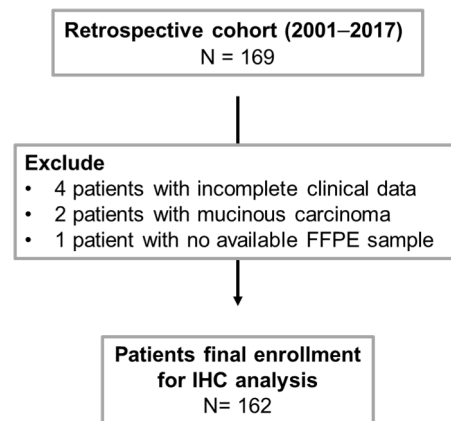 Retrospective cohort (2001–2017)
N = 169
Exclude
• 4 patients with incomplete clinical data
• 2 patients with mucinous carcinoma
• 1 patient with no available FFPE sample
Patients final enrollment
for IHC analysis
N= 162